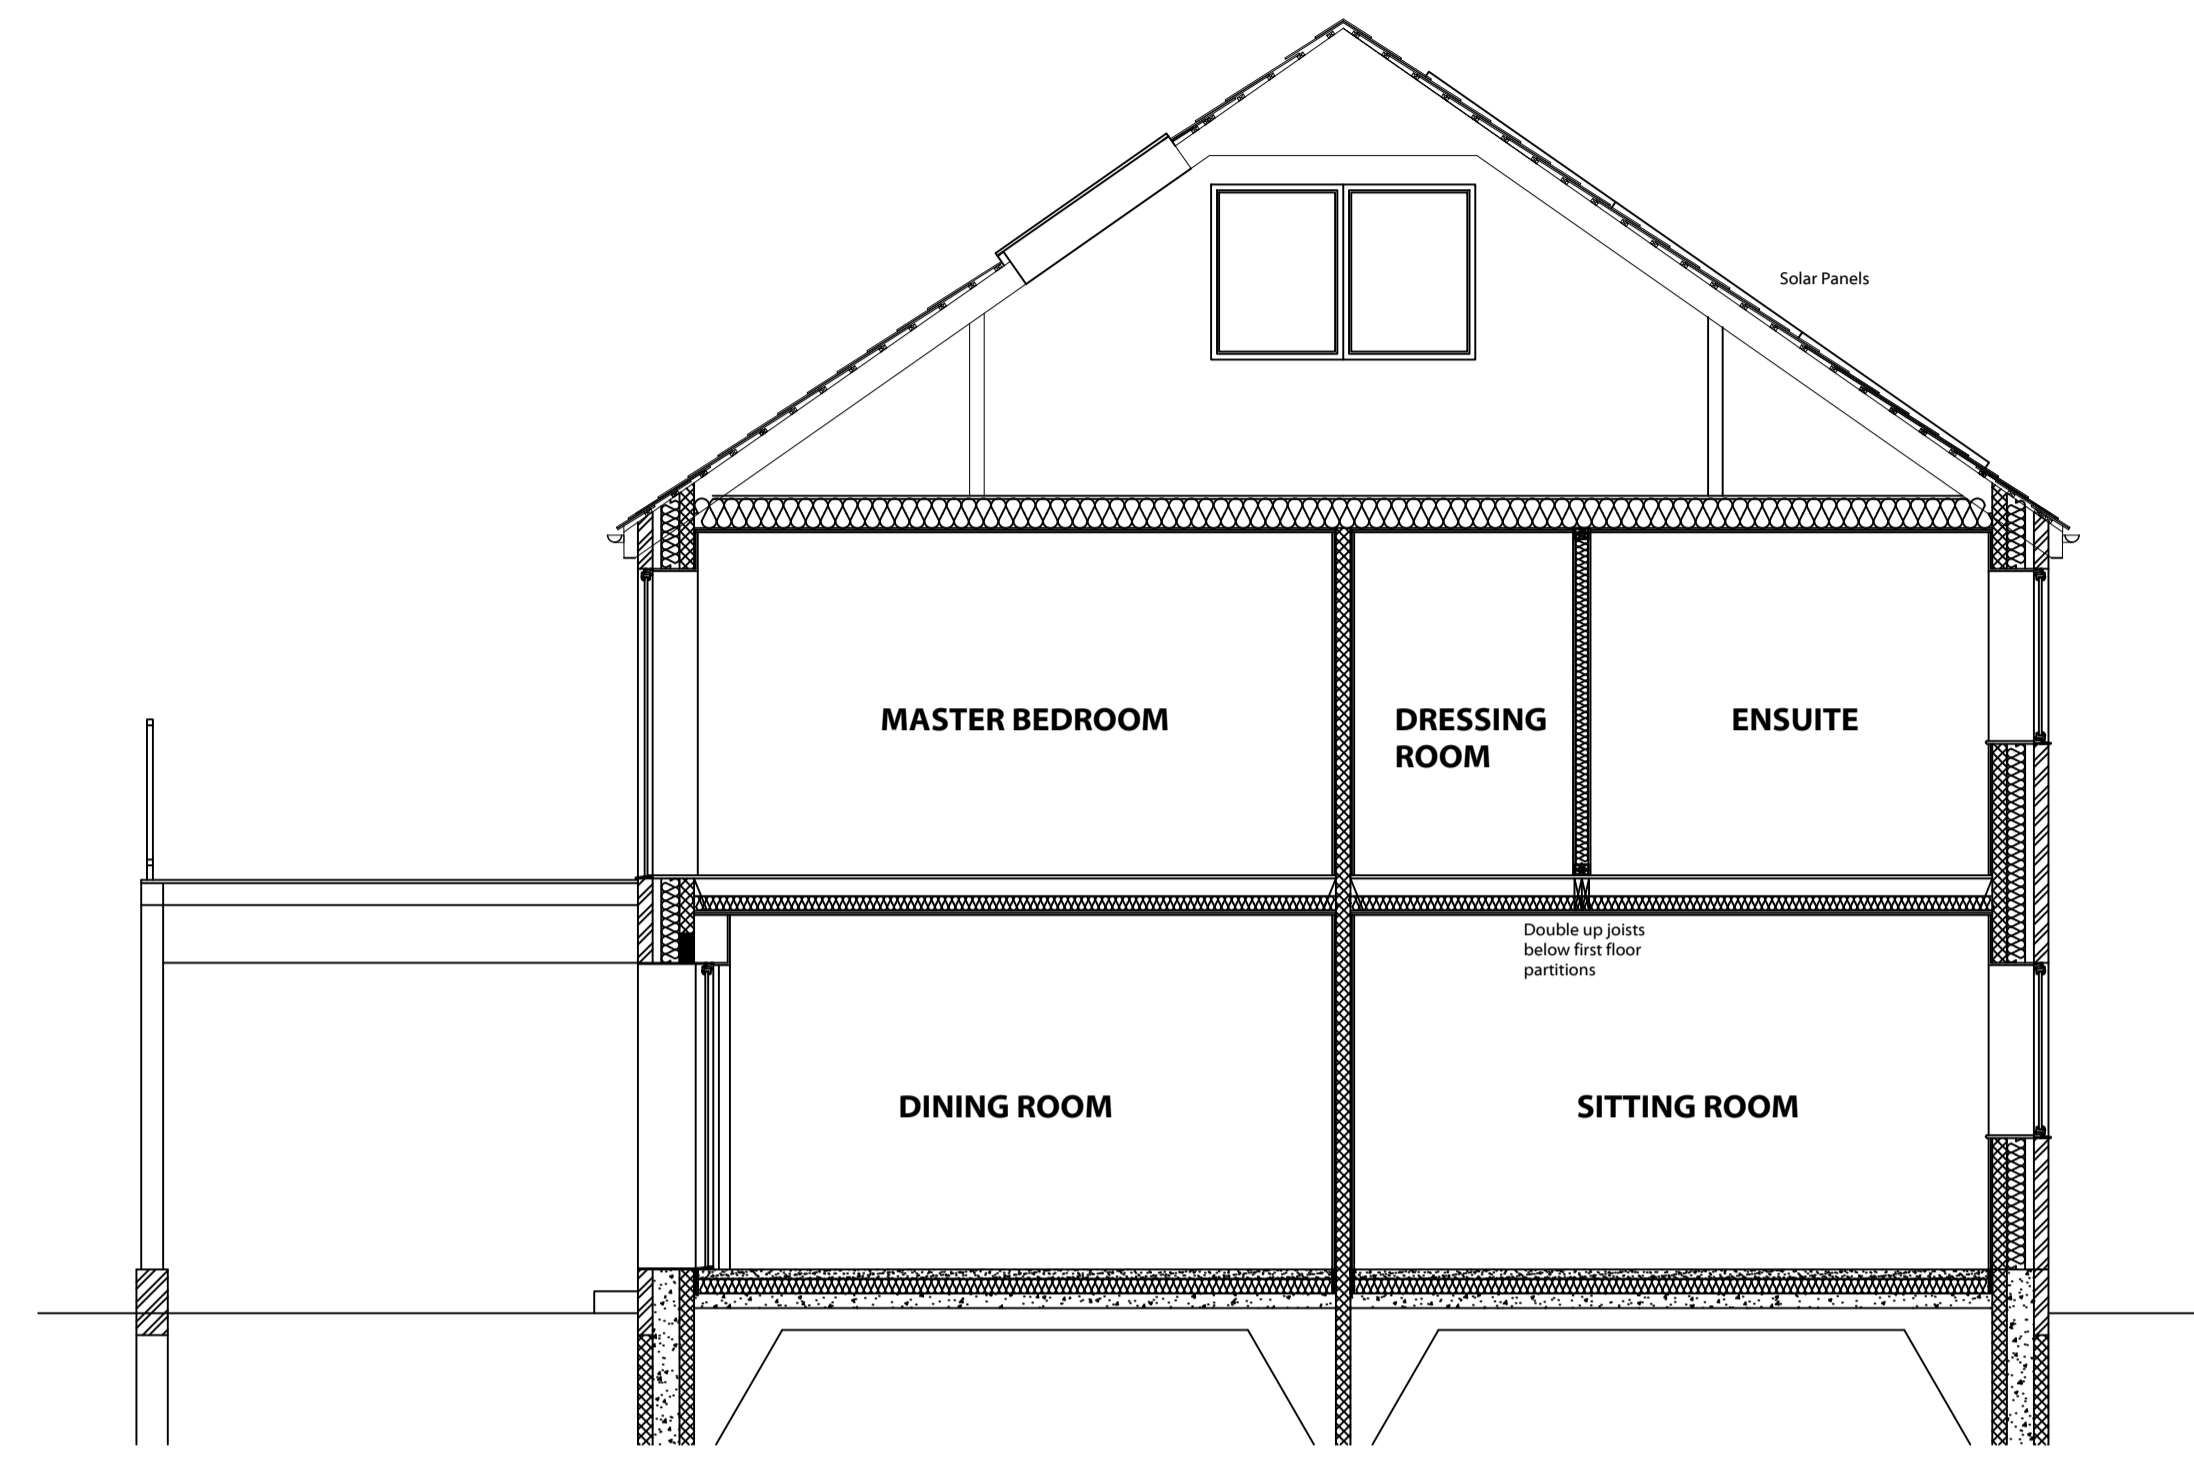 Solar Panels
MASTER BEDROOM
DRESSING
ROOM
ENSUITE
Double up joists
below first floor
partitions
DINING ROOM
SITTING ROOM